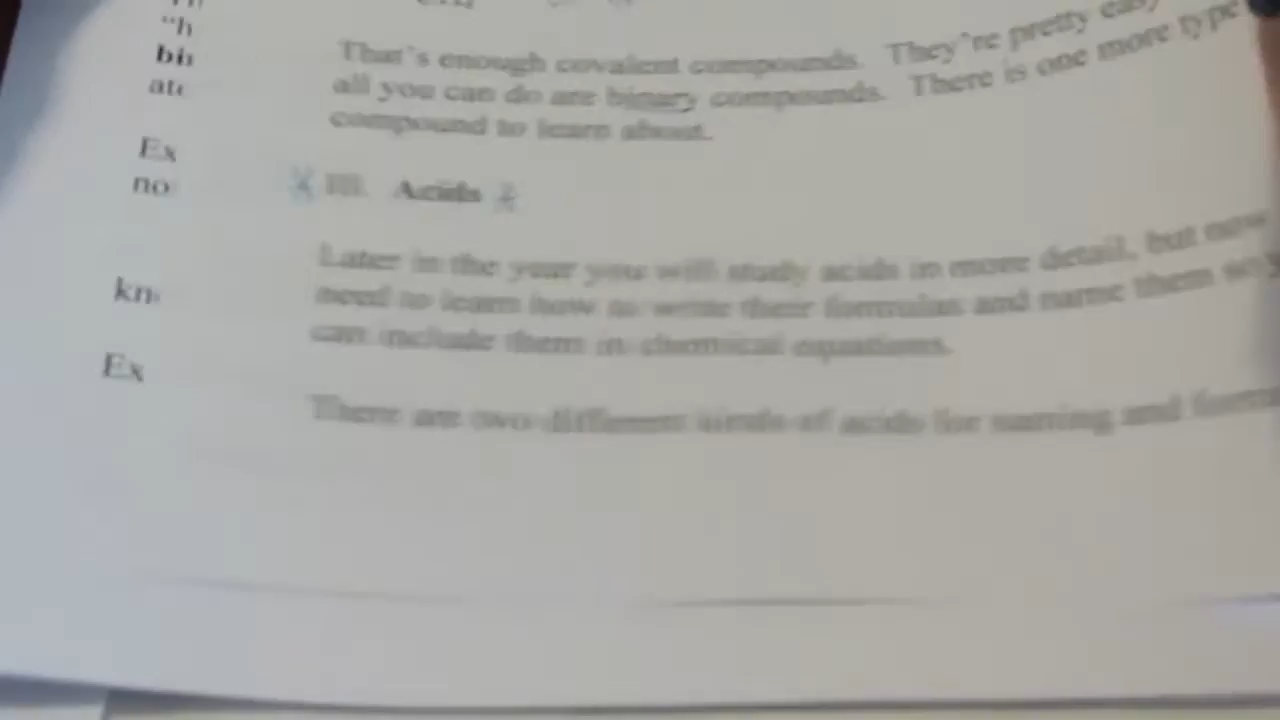 "h
bi
at
Ex
no
kn
Ex
That's enough covalent compounds. They're pretty easy
all you can do are binary compounds. There is one more type
compound to learn about.
III. Acids
Later in the year you will study acids in more detail, but now
need to learn how to write their formulas and name them so y
can include them in chemical equations.
There are two different kinds of acids for naming and formu